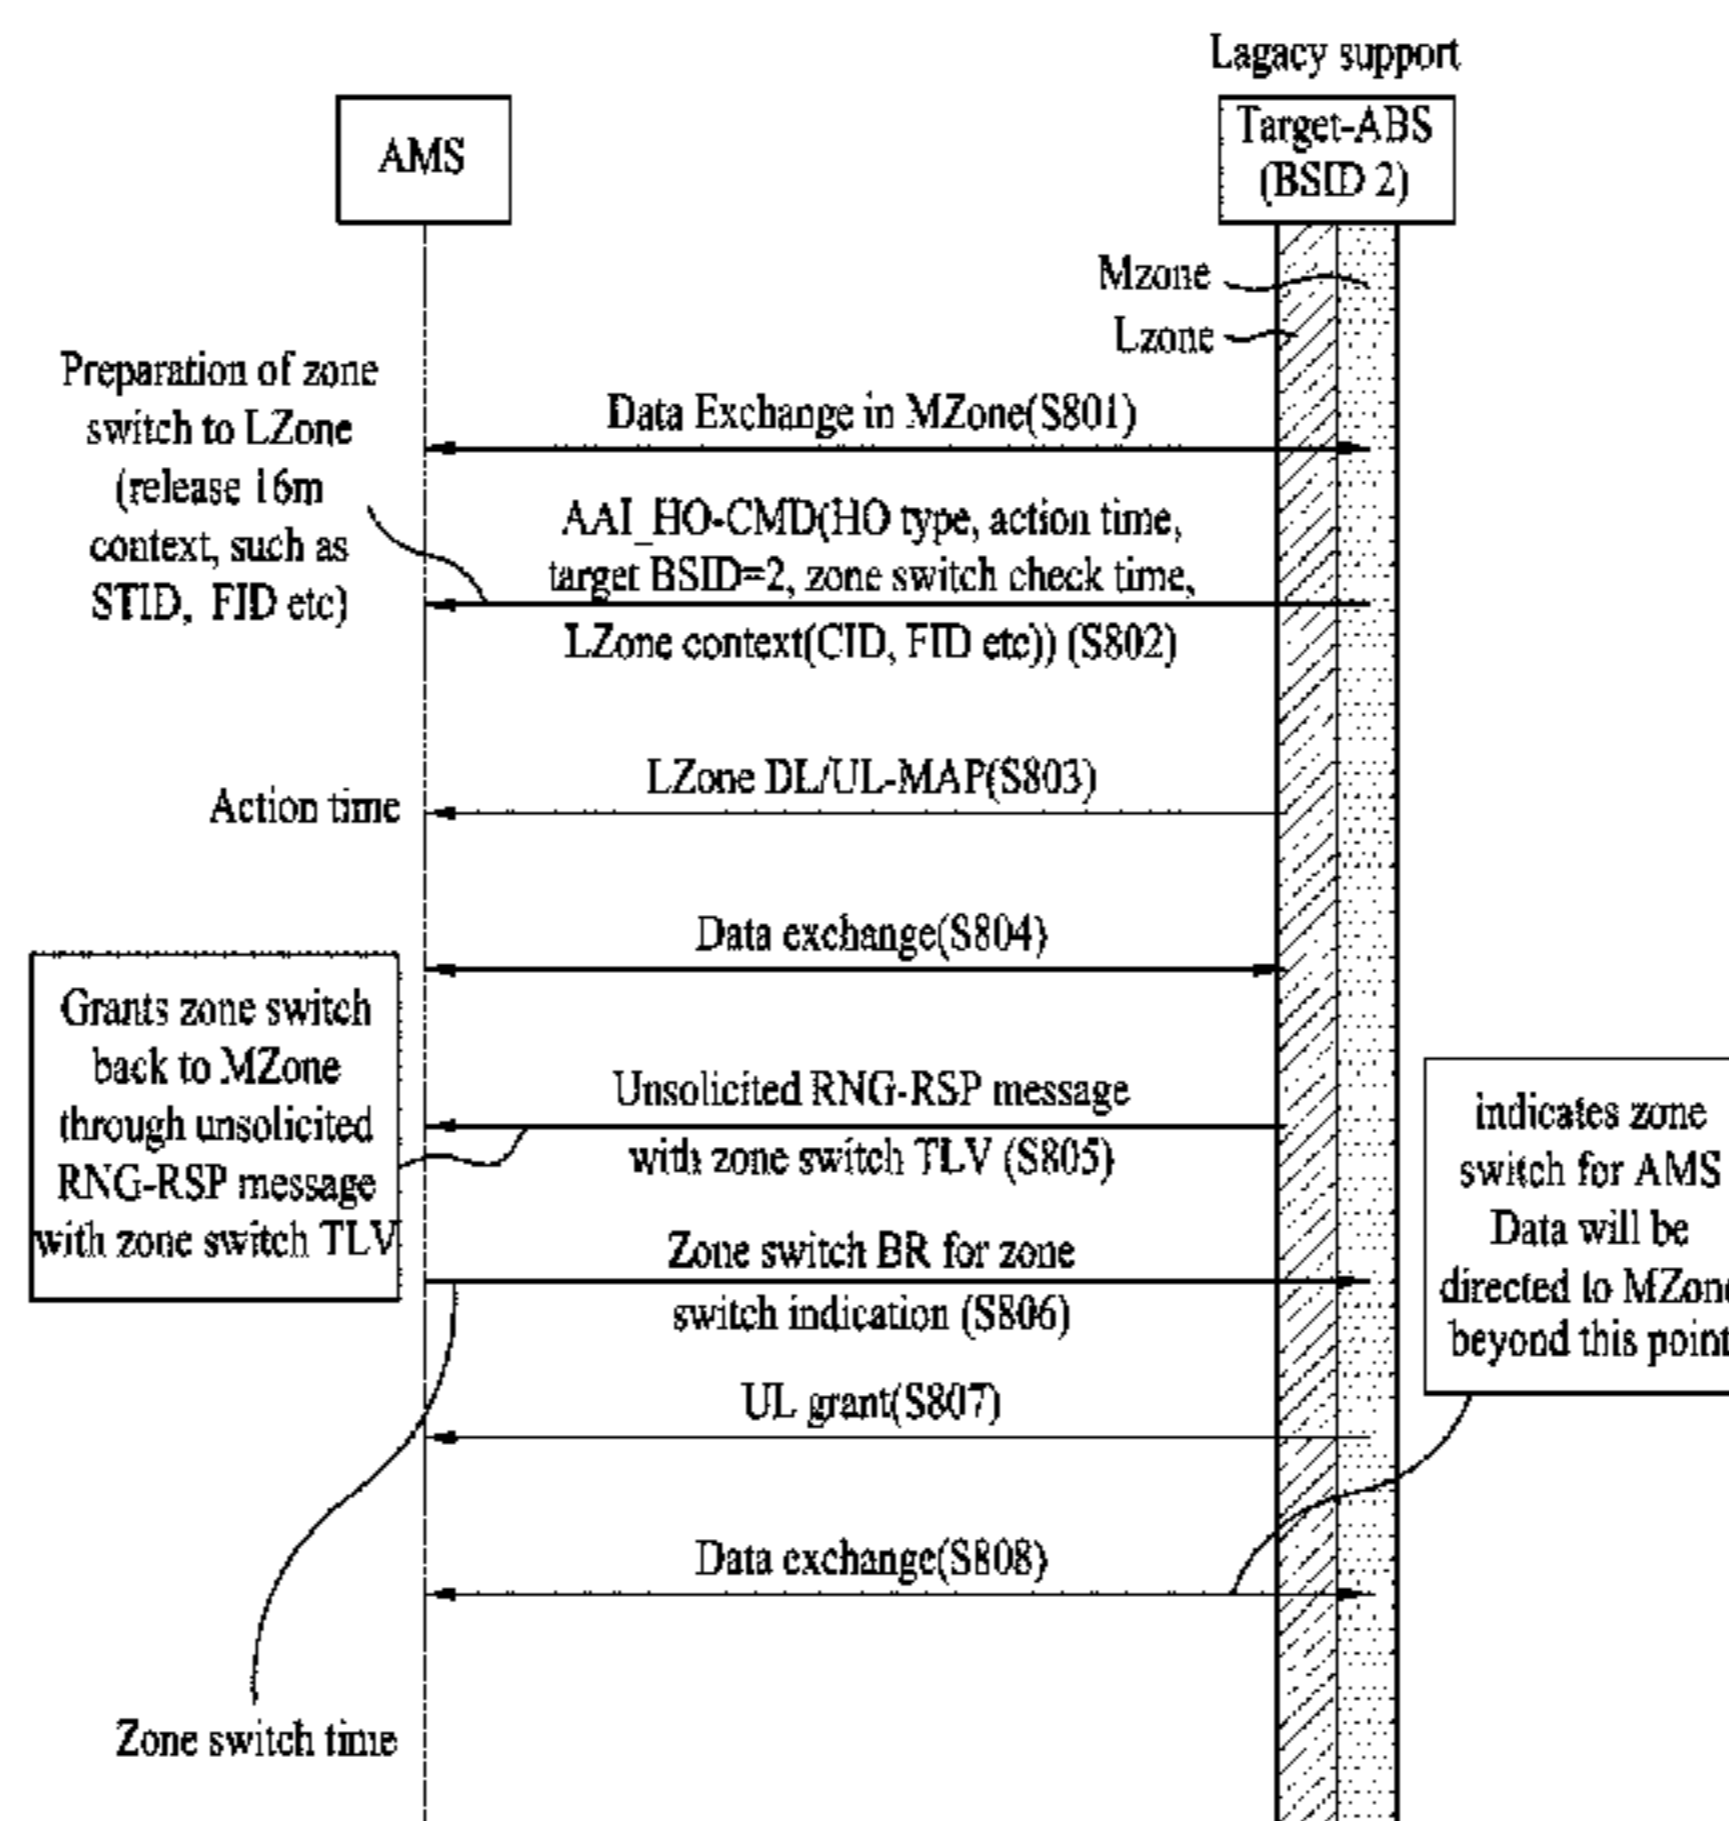 Lagacy support
AMS
Target-ABS
(BSID 2)
Mzone
Lzone
Preparation of zone
switch to LZone
(release 16m
context, such as
STID, FID etc)
Data Exchange in MZone(S801)
AAI_HO-CMD(HO type, action time,
target BSID=2, zone switch check time,
LZone context(CID, FID etc)) (S802)
LZone DL/UL-MAP(S803)
Action time
Data exchange(S804)
Grants zone switch
back to MZone
through unsolicited
RNG-RSP message
with zone switch TLV
Unsolicited RNG-RSP message
with zone switch TLV (S805)
indicates zone
switch for AMS
Data will be
directed to MZone
beyond this point
Zone switch BR for zone
switch indication (S806)
UL grant(S807)
Data exchange(S808)
Zone switch time